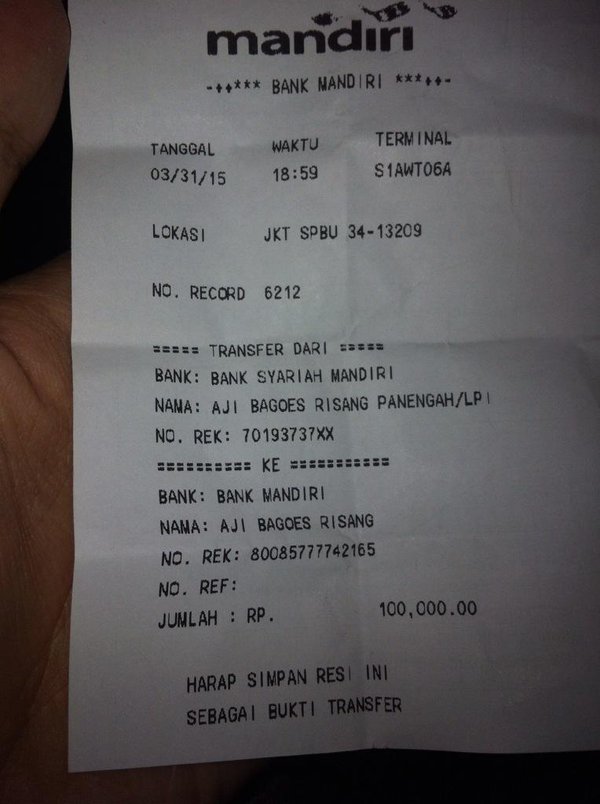 mandiri
-++*** BANK MANDIRI ***++-
TANGGAL WAKTU TERMINAL
03/31/15 18:59 S1AWT06A
LOKASI JKT SPBU 34-13209
NO. RECORD 6212
===== TRANSFER DARI =====
BANK: BANK SYARIAH MANDIRI
NAMA: AJI BAGOES RISANG PANENGAH/LPI
NO. REK: 70193737XX
========== KE ===========
BANK: BANK MANDIRI
NAMA: AJI BAGOES RISANG
NO. REK: 80085777742165
NO. REF:
JUMLAH : RP. 100,000.00
HARAP SIMPAN RESI INI
SEBAGAI BUKTI TRANSFER